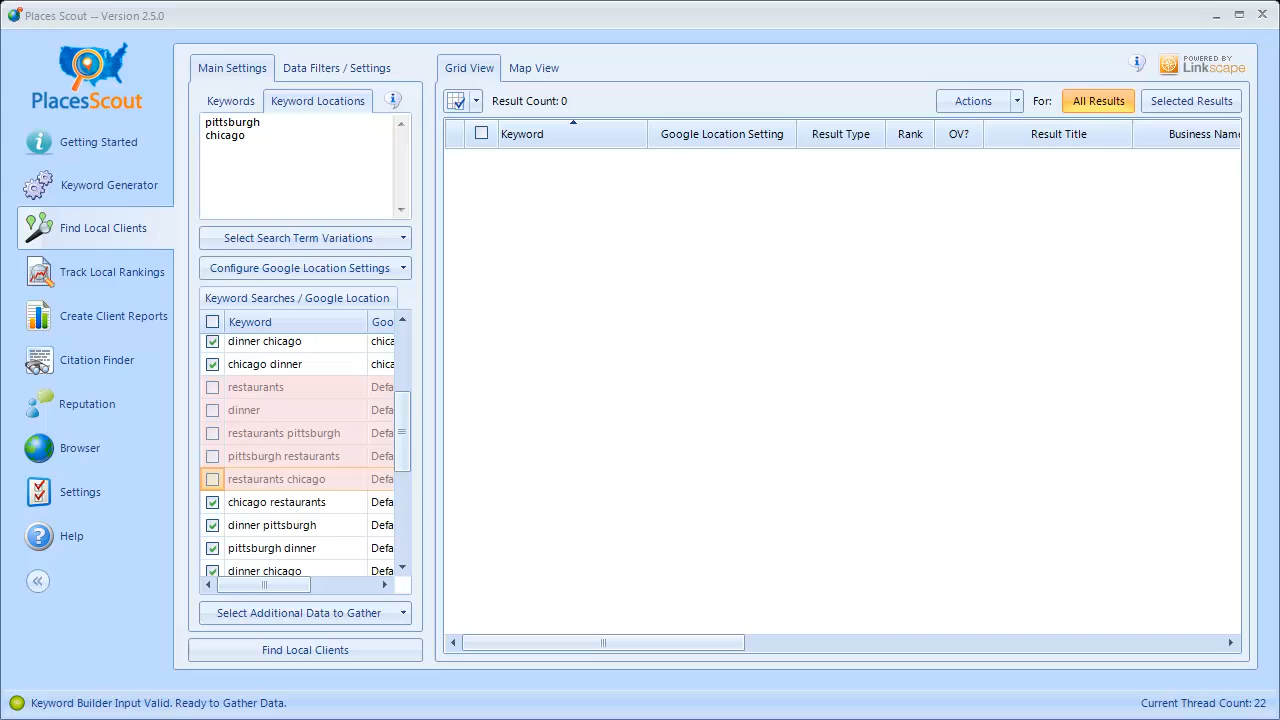 Places Scout -- Version 2.5.0
PlacesScout
Getting Started
Keyword Generator
Find Local Clients
Track Local Rankings
Create Client Reports
Citation Finder
Reputation
Browser
Settings
Help
Main Settings
Data Filters / Settings
Keywords
Keyword Locations
pittsburgh
chicago
Select Search Term Variations
Configure Google Location Settings
Keyword Searches / Google Location
Keyword Goo
dinner chicago chica
chicago dinner chica
restaurants Defa
dinner Defa
restaurants pittsburgh Defa
pittsburgh restaurants Defa
restaurants chicago Defa
chicago restaurants Defa
dinner pittsburgh Defa
pittsburgh dinner Defa
dinner chicago Defa
Select Additional Data to Gather
Find Local Clients
Grid View
Map View
POWERED BY
Linkscape
Result Count: 0
Actions
For:
All Results
Selected Results
Keyword Google Location Setting Result Type Rank OV? Result Title Business Name
Keyword Builder Input Valid. Ready to Gather Data.
Current Thread Count: 22